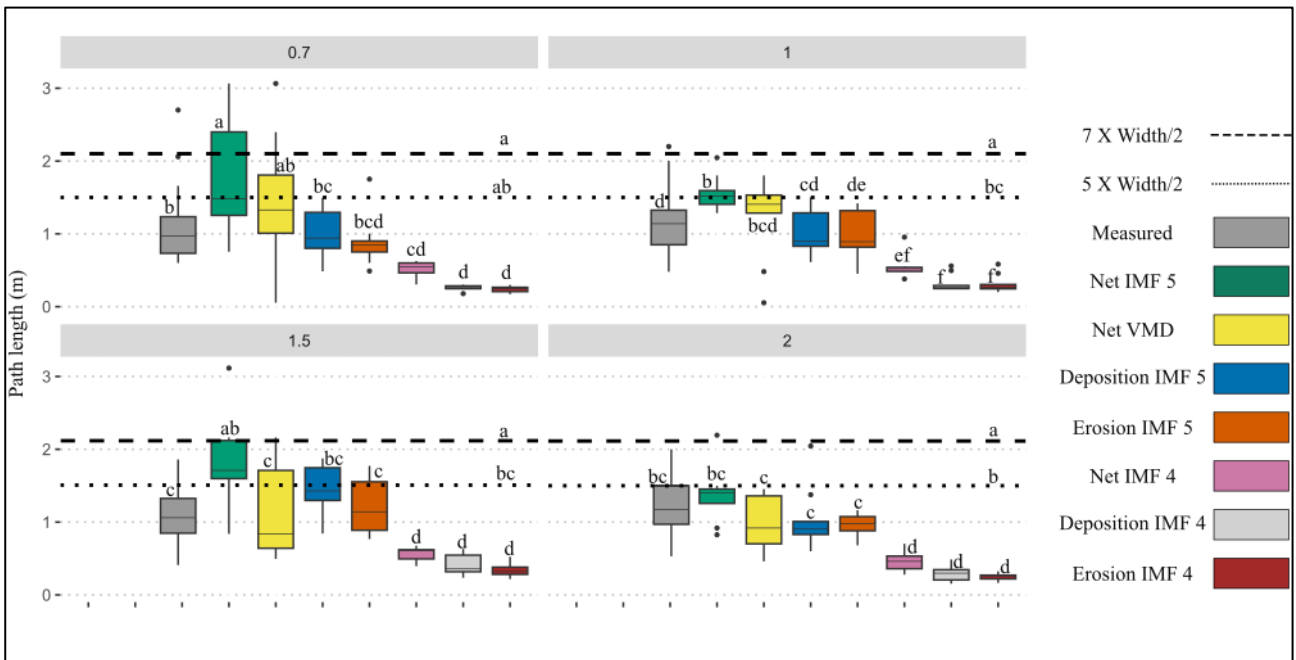 0.7
1
3
2
1
0
a
b
ab
bc
bcd
cd
d
d
a
ab
d
b
bcd
cd
de
ef
f
f
a
bc
Path length (m)
1.5
2
3
2
1
0
c
ab
c
bc
c
d
d
d
a
bc
bc
bc
c
c
c
d
d
d
a
b
7 X Width/2
5 X Width/2
Measured
Net IMF 5
Net VMD
Deposition IMF 5
Erosion IMF 5
Net IMF 4
Deposition IMF 4
Erosion IMF 4